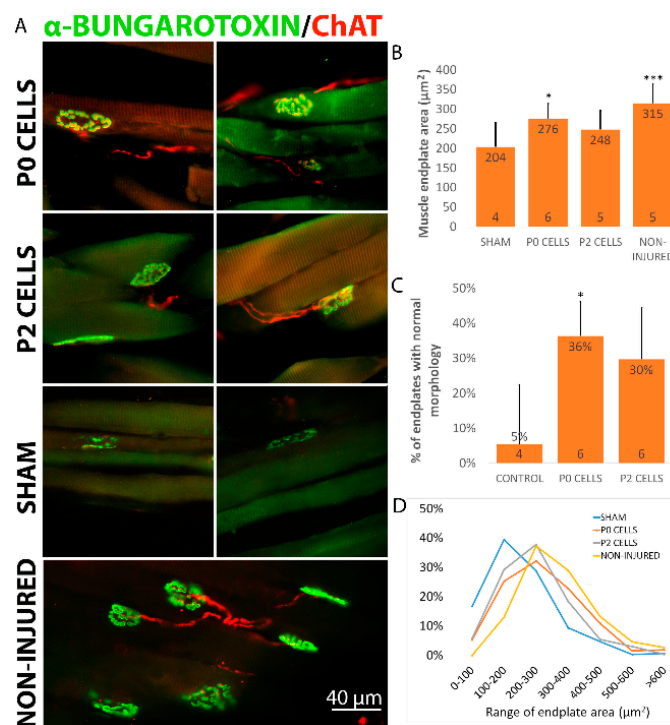 A
α-BUNGAROTOXIN/ChAT
P0 CELLS
P2 CELLS
SHAM
NON-INJURED
40 µm
B
Muscle endplate area (µm²)
400
350
300
250
200
150
100
50
0
*
***
204
276
248
315
4
6
5
5
SHAM
P0 CELLS
P2 CELLS
NON-
INJURED
C
% of endplates with normal
morphology
50%
40%
30%
20%
10%
0%
*
5%
36%
30%
4
6
6
CONTROL
P0 CELLS
P2 CELLS
D
50%
40%
30%
20%
10%
0%
SHAM
P0 CELLS
P2 CELLS
NON-INJURED
0-100
100-200
200-300
300-400
400-500
500-600
>600
Range of endplate area (µm²)